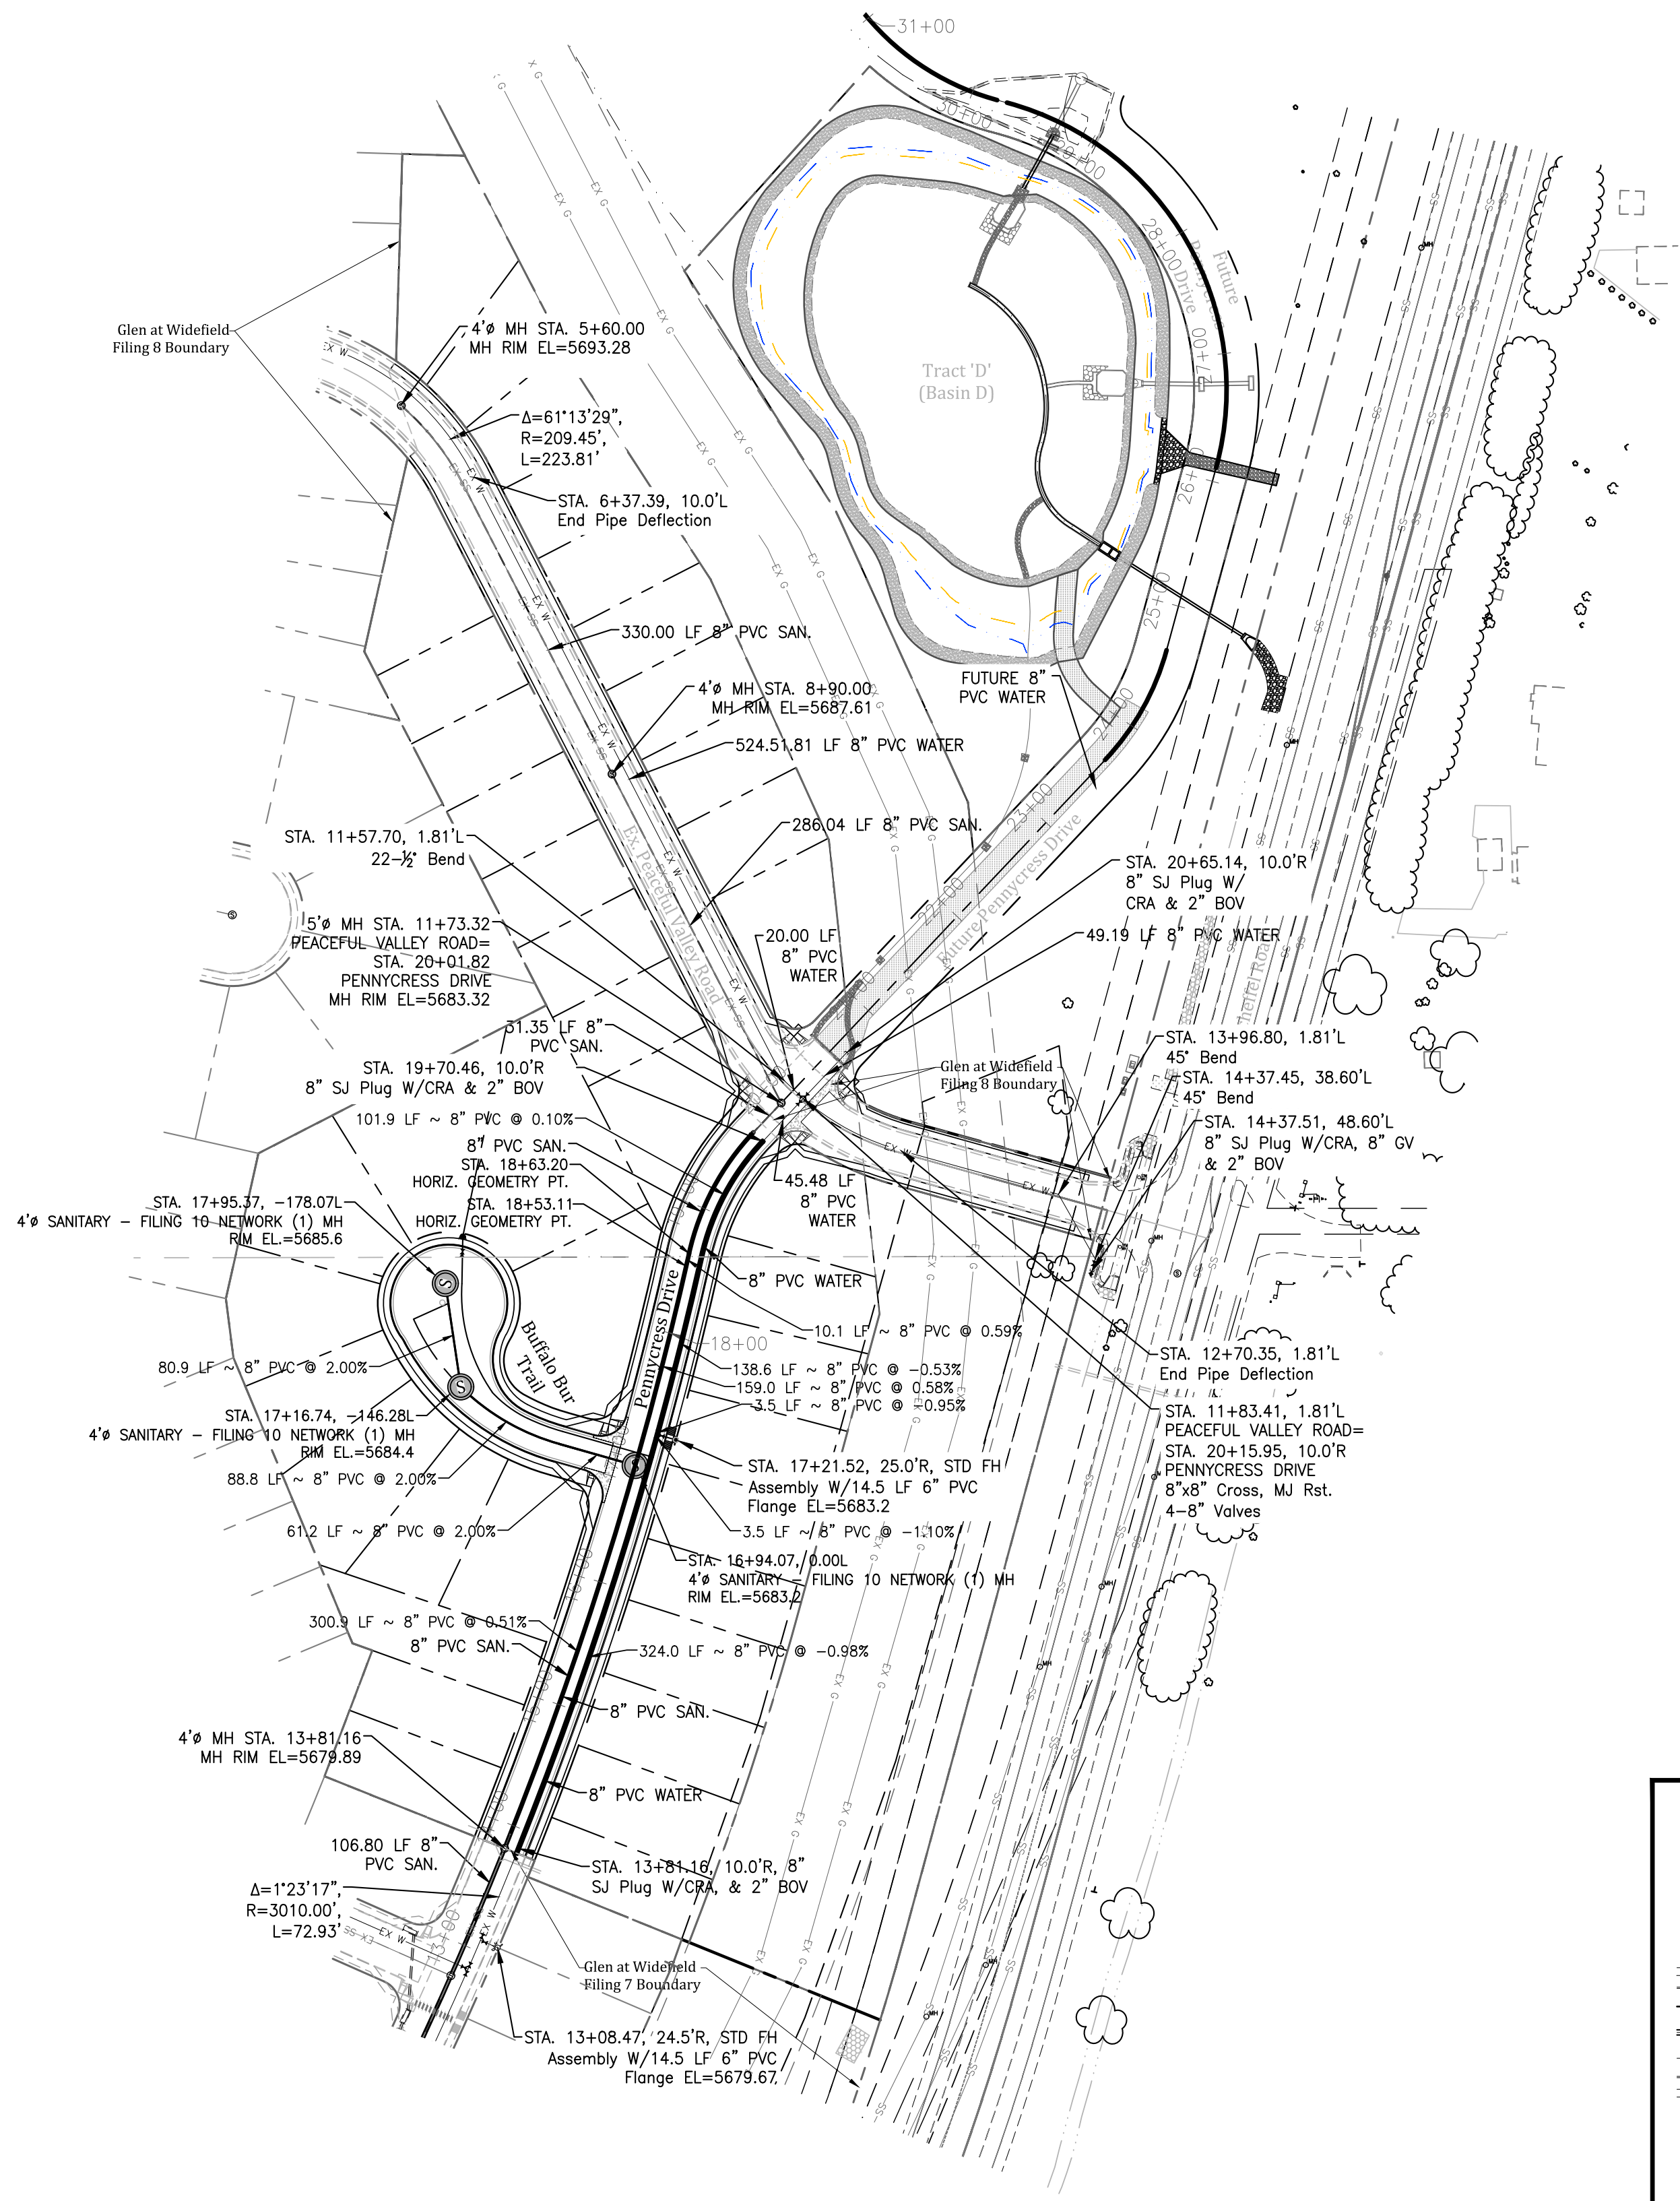 31+00
30+00
29+00
28+00
27+00
Future
Pennycress
Drive
Glen at Widefield
Filing 8 Boundary
4'ø MH STA. 5+60.00
MH RIM EL=5693.28
Δ=61°13'29",
R=209.45',
L=223.81'
STA. 6+37.39, 10.0'L
End Pipe Deflection
Tract 'D'
(Basin D)
26+00
25+00
330.00 LF 8" PVC SAN.
4'ø MH STA. 8+90.00
MH RIM EL=5687.61
524.51.81 LF 8" PVC WATER
FUTURE 8"
PVC WATER
24+00
23+00
22+00
Future Pennycress Drive
Ex. Peaceful Valley Road
286.04 LF 8" PVC SAN.
STA. 11+57.70, 1.81'L
22-½° Bend
STA. 20+65.14, 10.0'R
8" SJ Plug W/
CRA & 2" BOV
5'ø MH STA. 11+73.32
PEACEFUL VALLEY ROAD=
STA. 20+01.82
PENNYCRESS DRIVE
MH RIM EL=5683.32
20.00 LF
8" PVC
WATER
49.19 LF 8" PVC WATER
31.35 LF 8"
PVC SAN.
STA. 19+70.46, 10.0'R
8" SJ Plug W/CRA & 2" BOV
Glen at Widefield
Filing 8 Boundary
STA. 13+96.80, 1.81'L
45° Bend
STA. 14+37.45, 38.60'L
45° Bend
STA. 14+37.51, 48.60'L
8" SJ Plug W/CRA, 8" GV
& 2" BOV
101.9 LF ~ 8" PVC @ 0.10%
8" PVC SAN.
STA. 18+63.20
HORIZ. GEOMETRY PT.
STA. 18+53.11
HORIZ. GEOMETRY PT.
45.48 LF
8" PVC
WATER
STA. 17+95.37, -178.07L
4'ø SANITARY - FILING 10 NETWORK (1) MH
RIM EL.=5685.6
8" PVC WATER
Pennycress Drive
Buffalo Bur
Trail
18+00
10.1 LF ~ 8" PVC @ 0.59%
138.6 LF ~ 8" PVC @ -0.53%
159.0 LF ~ 8" PVC @ 0.58%
3.5 LF ~ 8" PVC @ -0.95%
80.9 LF ~ 8" PVC @ 2.00%
STA. 12+70.35, 1.81'L
End Pipe Deflection
STA. 17+16.74, -146.28L
4'ø SANITARY - FILING 10 NETWORK (1) MH
RIM EL.=5684.4
STA. 11+83.41, 1.81'L
PEACEFUL VALLEY ROAD=
STA. 20+15.95, 10.0'R
PENNYCRESS DRIVE
8"x8" Cross, MJ Rst.
4-8" Valves
88.8 LF ~ 8" PVC @ 2.00%
STA. 17+21.52, 25.0'R, STD FH
Assembly W/14.5 LF 6" PVC
Flange EL=5683.2
61.2 LF ~ 8" PVC @ 2.00%
3.5 LF ~ 8" PVC @ -1.10%
STA. 16+94.07, 0.00L
4'ø SANITARY - FILING 10 NETWORK (1) MH
RIM EL.=5683.2
16+00
300.9 LF ~ 8" PVC @ 0.51%
8" PVC SAN.
324.0 LF ~ 8" PVC @ -0.98%
15+00
8" PVC SAN.
4'ø MH STA. 13+81.16
MH RIM EL=5679.89
8" PVC WATER
14+00
106.80 LF 8"
PVC SAN.
STA. 13+81.16, 10.0'R, 8"
SJ Plug W/CRA, & 2" BOV
Δ=1°23'17",
R=3010.00',
L=72.93'
13+00
EX W
EX SS
Glen at Widefield
Filing 7 Boundary
STA. 13+08.47, 24.5'R, STD FH
Assembly W/14.5 LF 6" PVC
Flange EL=5679.67